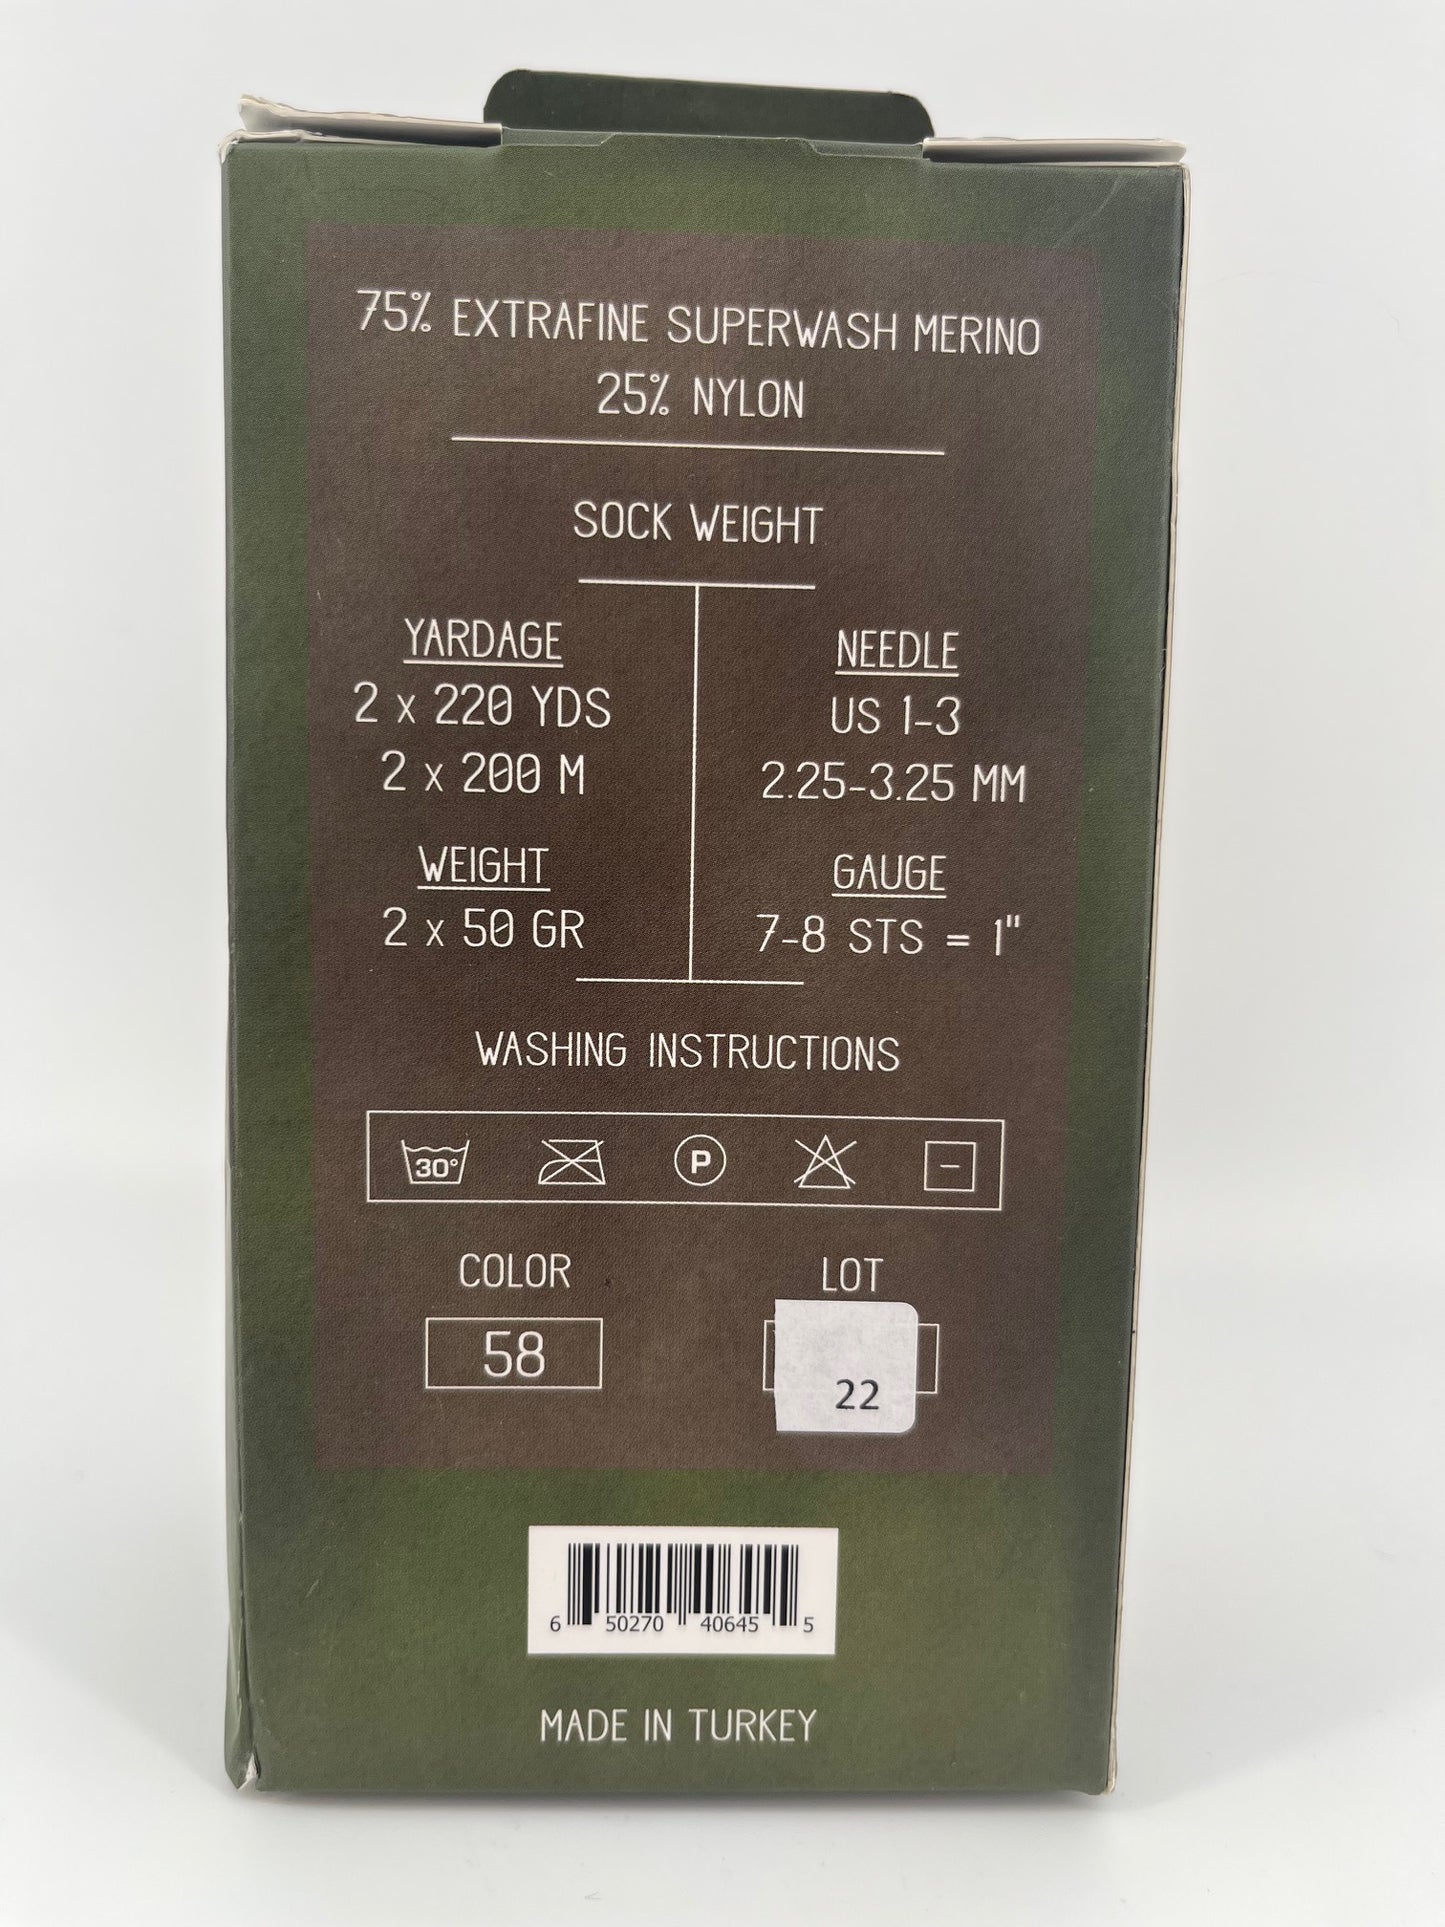 75% EXTRAFINE SUPERWASH MERINO
25% NYLON
SOCK WEIGHT
YARDAGE
2 x 220 YDS
2 x 200 M
WEIGHT
2 x 50 GR
NEEDLE
US 1-3
2.25-3.25 MM
GAUGE
7-8 STS = 1"
WASHING INSTRUCTIONS
30° P
COLOR
58
LOT
22
6 50270 40645 5
MADE IN TURKEY